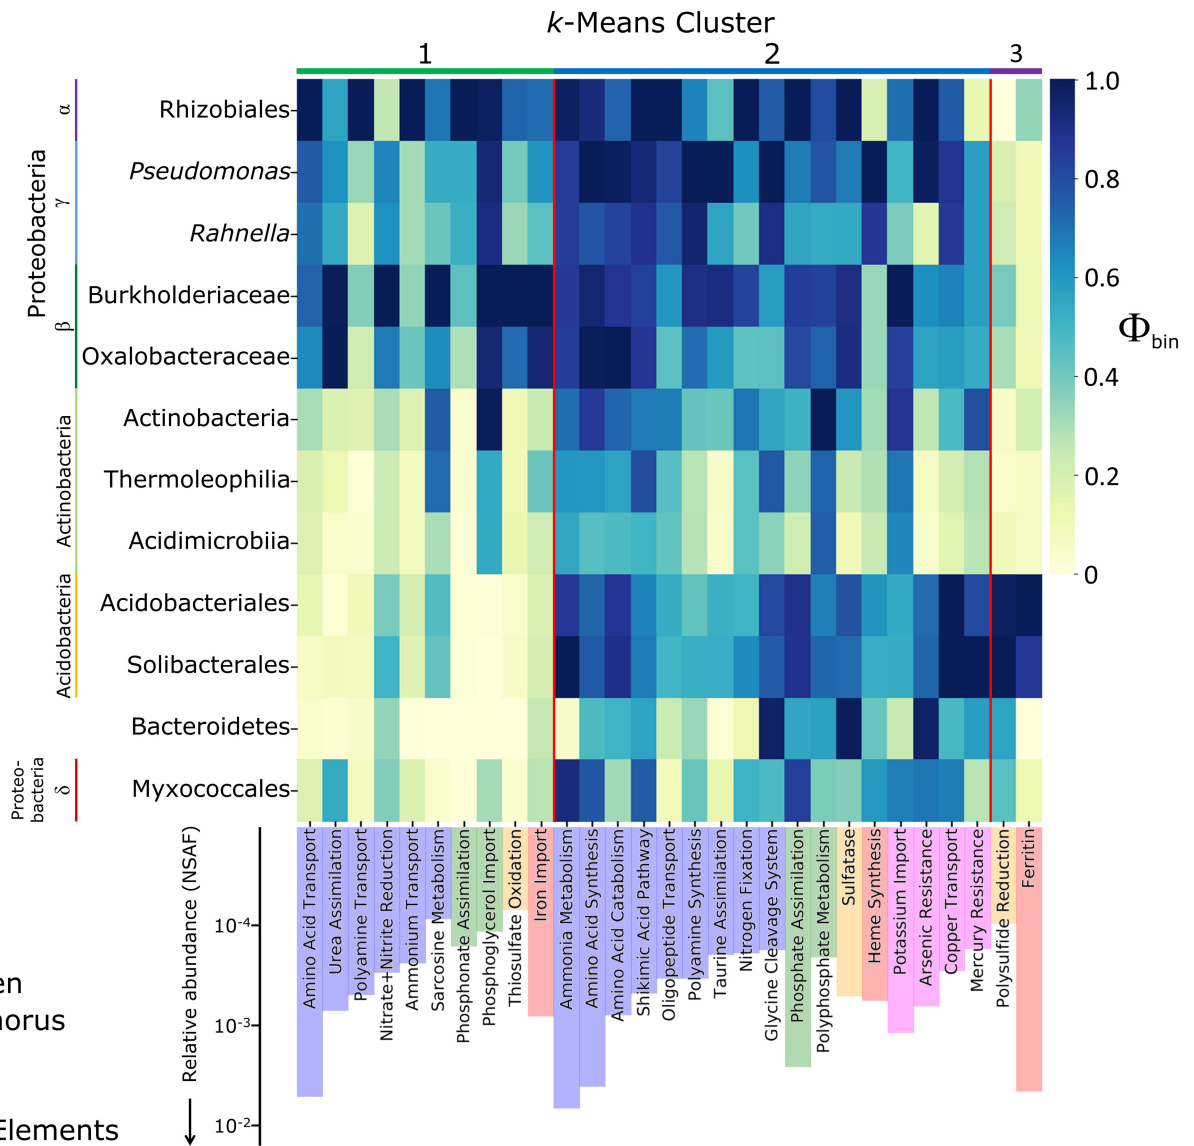 k-Means Cluster
1 2 3
Proteobacteria
α
γ
β
Actinobacteria
Acidobacteria
Proteo-
bacteria
δ
Rhizobiales
Pseudomonas
Rahnella
Burkholderiaceae
Oxalobacteraceae
Actinobacteria
Thermoleophilia
Acidimicrobiia
Acidobacteriales
Solibacterales
Bacteroidetes
Myxococcales
1.0
0.8
0.6
0.4
0.2
0
Φbin
Relative abundance (NSAF)
10-4
10-3
10-2
Amino Acid Transport
Urea Assimilation
Polyamine Transport
Nitrate+Nitrite Reduction
Ammonium Transport
Sarcosine Metabolism
Phosphonate Assimilation
Phosphoglycerol Import
Thiosulfate Oxidation
Iron Import
Ammonia Metabolism
Amino Acid Synthesis
Amino Acid Catabolism
Shikimic Acid Pathway
Oligopeptide Transport
Polyamine Synthesis
Taurine Assimilation
Nitrogen Fixation
Glycine Cleavage System
Phosphate Assimilation
Polyphosphate Metabolism
Sulfatase
Heme Synthesis
Potassium Import
Arsenic Resistance
Copper Transport
Mercury Resistance
Polysulfide Reduction
Ferritin
en
horus
Elements